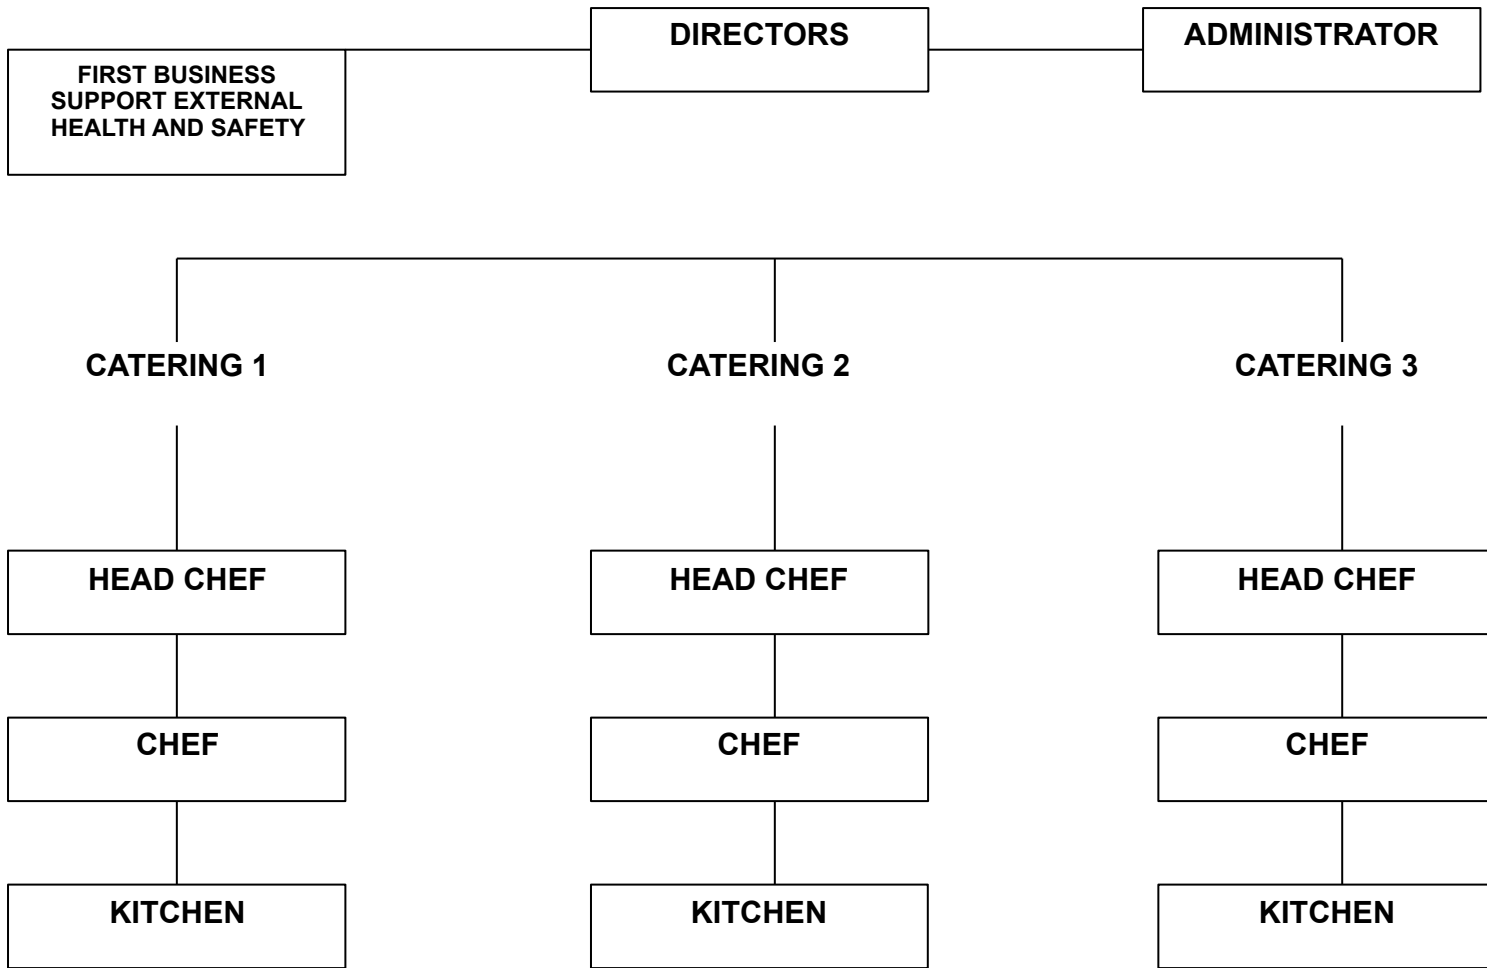 DIRECTORS
ADMINISTRATOR
FIRST BUSINESS
SUPPORT EXTERNAL
HEALTH AND SAFETY
CATERING 1
CATERING 2
CATERING 3
HEAD CHEF
HEAD CHEF
HEAD CHEF
CHEF
CHEF
CHEF
KITCHEN
KITCHEN
KITCHEN